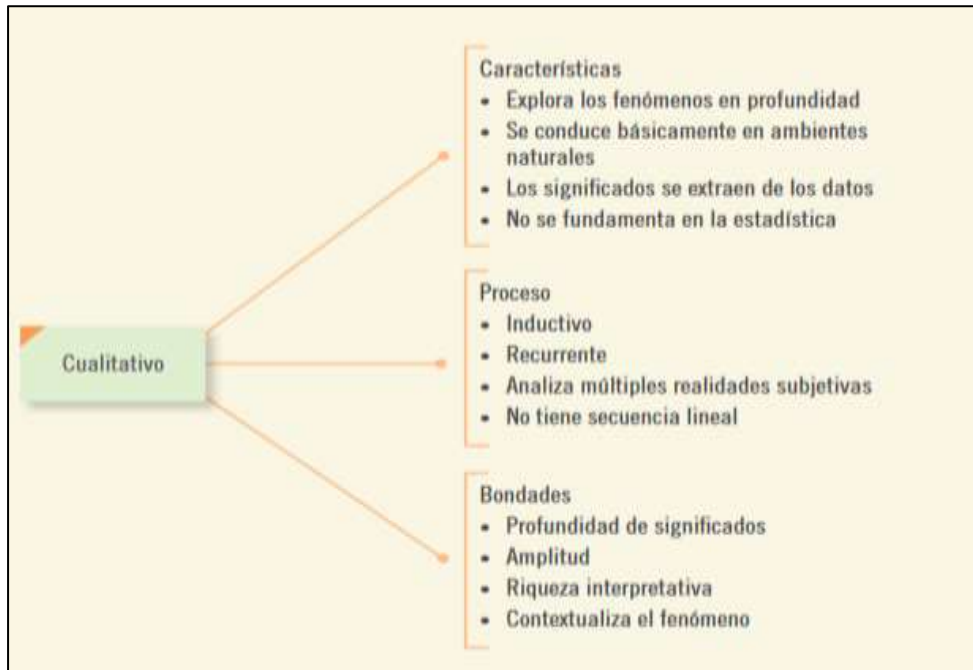 Cualitativo
Características
• Explora los fenómenos en profundidad
• Se conduce básicamente en ambientes
naturales
• Los significados se extraen de los datos
• No se fundamenta en la estadística
Proceso
• Inductivo
• Recurrente
• Analiza múltiples realidades subjetivas
• No tiene secuencia lineal
Bondades
• Profundidad de significados
• Amplitud
• Riqueza interpretativa
• Contextualiza el fenómeno